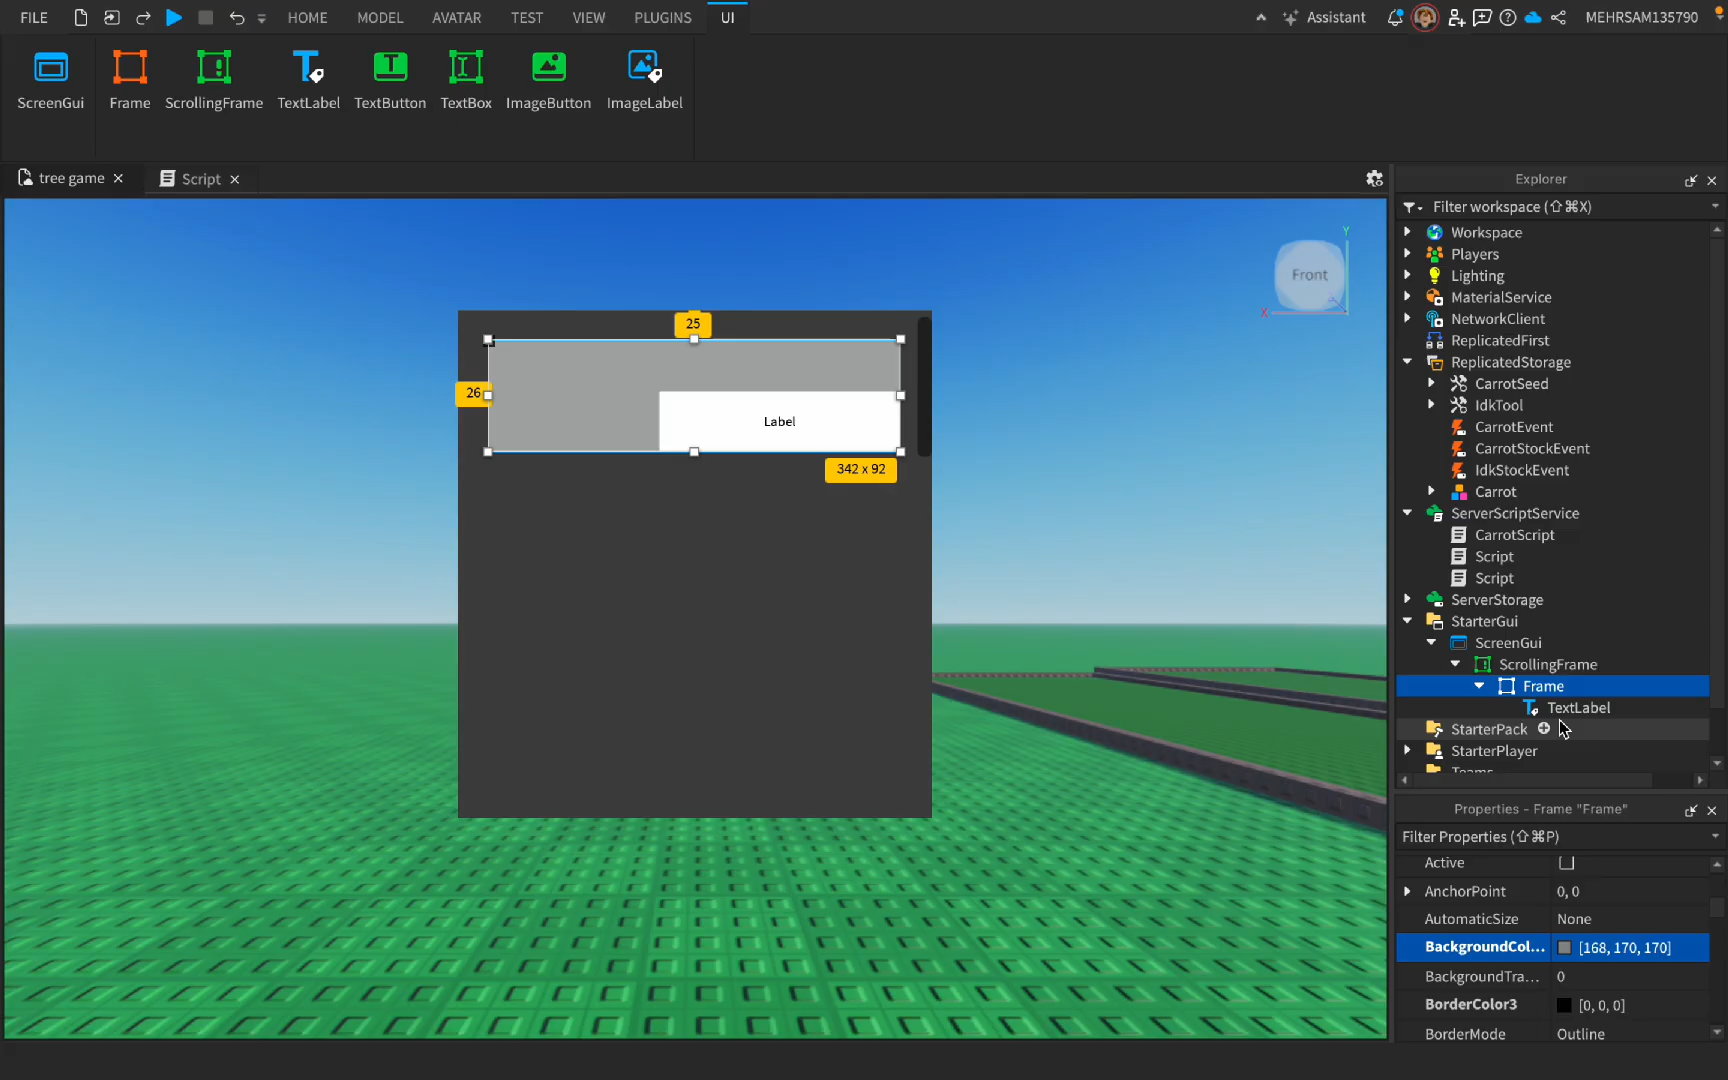 FILE HOME MODEL AVATAR TEST VIEW PLUGINS UI Assistant MEHRSAM135790
ScreenGui Frame ScrollingFrame TextLabel TextButton TextBox ImageButton ImageLabel
tree game Script
Explorer
Filter workspace (⇧⌘X)
Workspace
Players
Lighting
MaterialService
NetworkClient
ReplicatedFirst
ReplicatedStorage
CarrotSeed
IdkTool
CarrotEvent
CarrotStockEvent
IdkStockEvent
Carrot
ServerScriptService
CarrotScript
Script
Script
ServerStorage
StarterGui
ScreenGui
ScrollingFrame
Frame
TextLabel
StarterPack
StarterPlayer
Teams
Y
Front
X
25
26
Label
342 x 92
Properties - Frame "Frame"
Filter Properties (⇧⌘P)
Active
AnchorPoint 0, 0
AutomaticSize None
BackgroundCol... [168, 170, 170]
BackgroundTra... 0
BorderColor3 [0, 0, 0]
BorderMode Outline